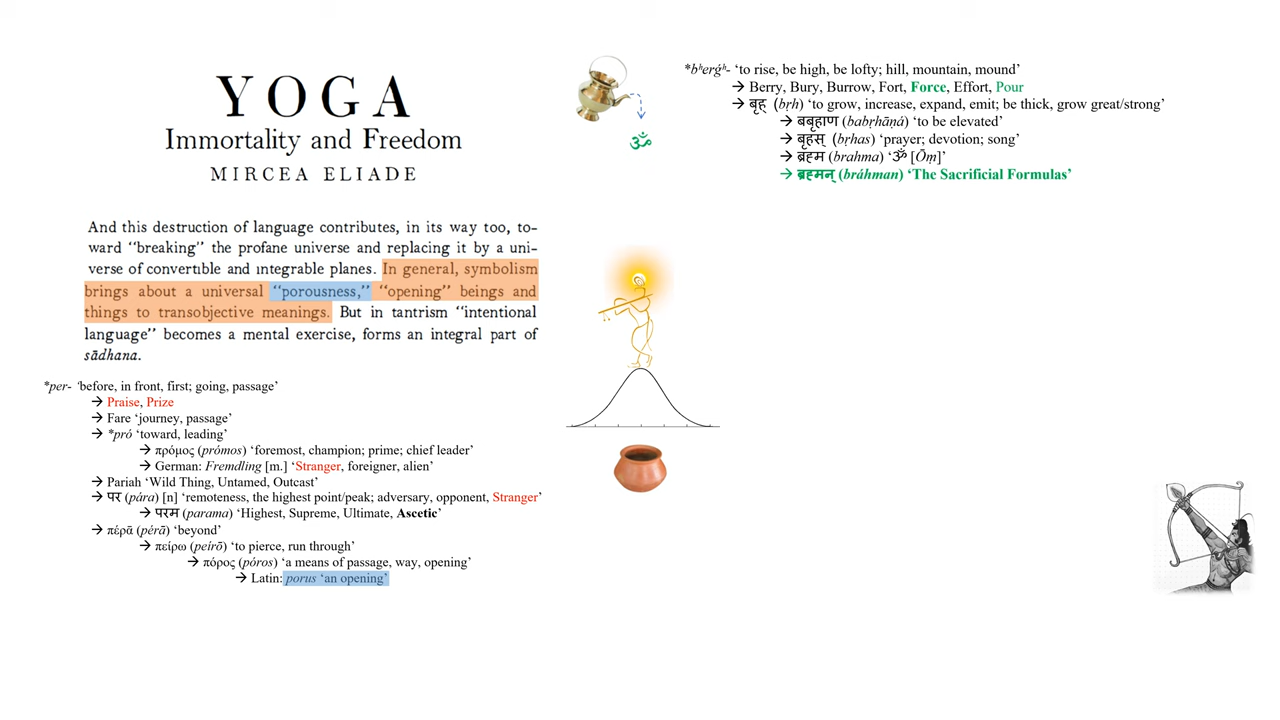 YOGA
Immortality and Freedom
MIRCEA ELIADE
And this destruction of language contributes, in its way too, to-
ward “breaking” the profane universe and replacing it by a uni-
verse of convertible and integrable planes. In general, symbolism
brings about a universal “porousness,” “opening” beings and
things to transobjective meanings. But in tantrism “intentional
language” becomes a mental exercise, forms an integral part of
sādhana.
*per- ‘before, in front, first; going, passage’
→ Praise, Prize
→ Fare ‘journey, passage’
→ *pró ‘toward, leading’
→ πρόμος (prómos) ‘foremost, champion; prime; chief leader’
→ German: Fremdling [m.] ‘Stranger, foreigner, alien’
→ Pariah ‘Wild Thing, Untamed, Outcast’
→ पर (pára) [n] ‘remoteness, the highest point/peak; adversary, opponent, Stranger’
→ परम (parama) ‘Highest, Supreme, Ultimate, Ascetic’
→ πέρᾱ (pérā) ‘beyond’
→ πείρω (peírō) ‘to pierce, run through’
→ πόρος (póros) ‘a means of passage, way, opening’
→ Latin: porus ‘an opening’
ॐ
*bʰerǵʰ- ‘to rise, be high, be lofty; hill, mountain, mound’
→ Berry, Bury, Burrow, Fort, Force, Effort, Pour
→ बृह् (bṛh) ‘to grow, increase, expand, emit; be thick, grow great/strong’
→ बबृहाण (babṛhāṇá) ‘to be elevated’
→ बृहस् (bṛhas) ‘prayer; devotion; song’
→ ब्रह्म (brahma) ‘ॐ [Ōṃ]’
→ ब्रह्मन् (bráhman) ‘The Sacrificial Formulas’